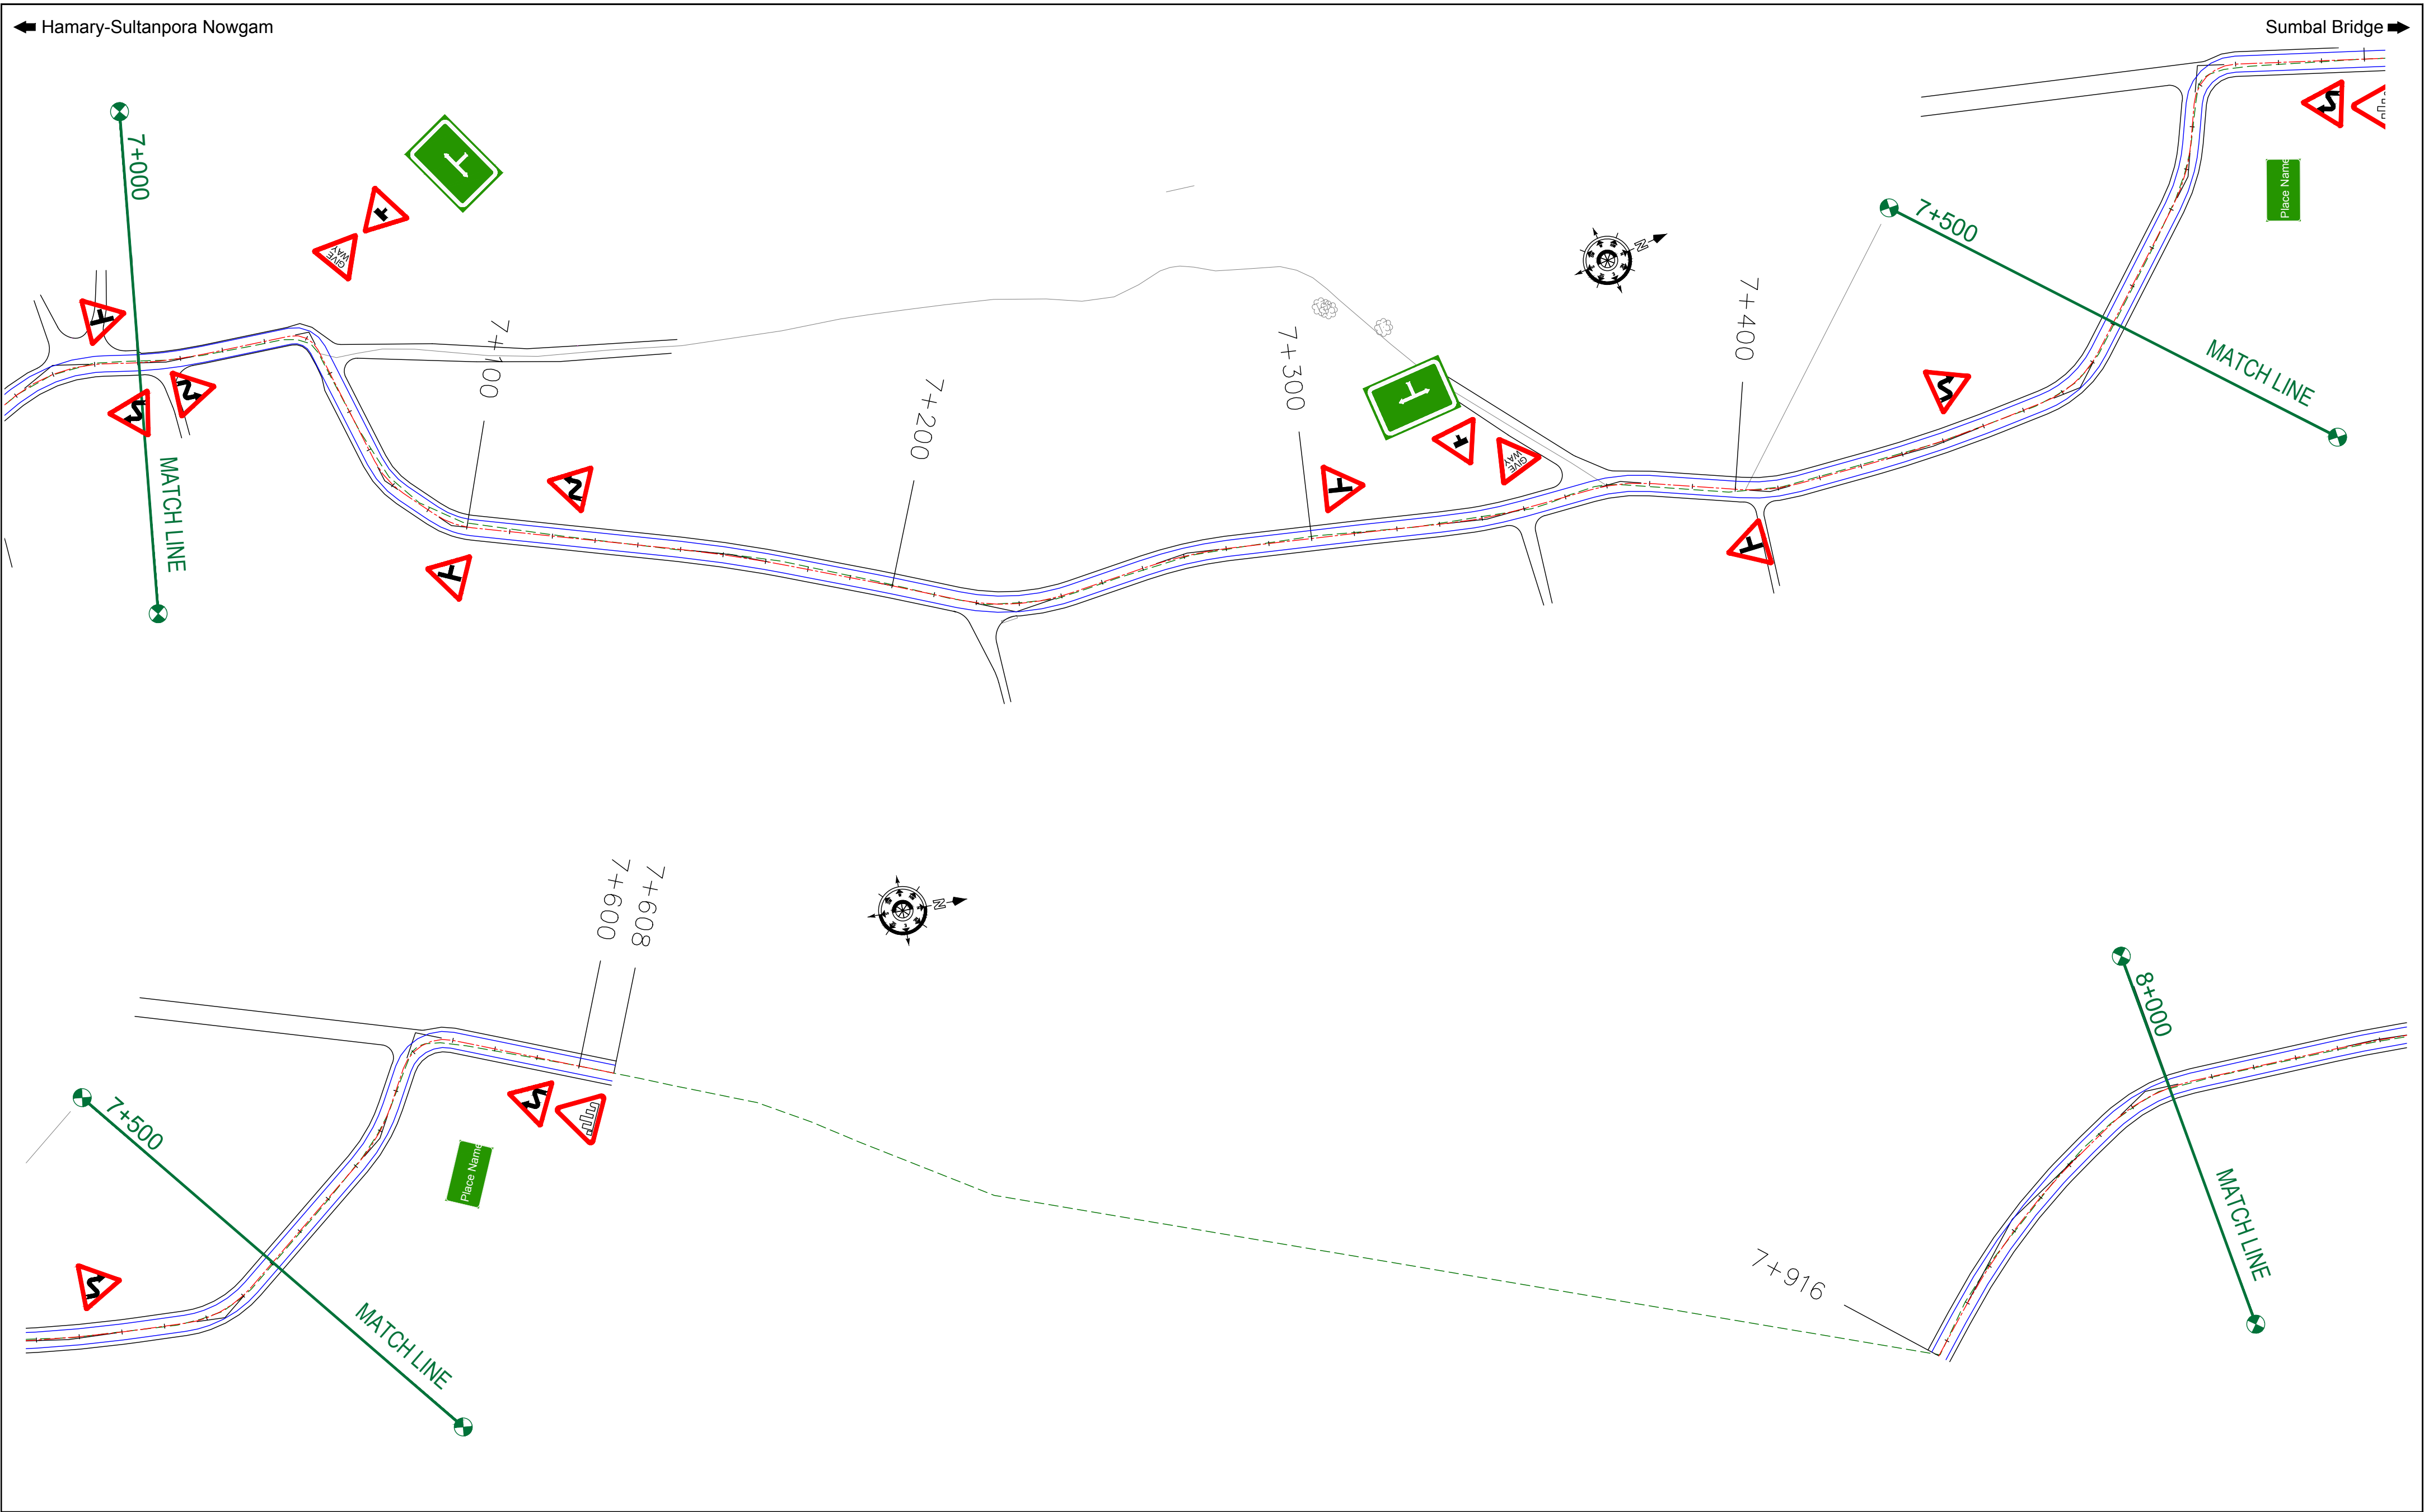 Hamary-Sultanpora Nowgam
Sumbal Bridge
7+000
MATCH LINE
GIVE
WAY
7+100
7+200
7+300
GIVE
WAY
N
7+400
7+500
MATCH LINE
Place Name
7+500
MATCH LINE
Place Name
7+600
7+608
N
7+916
8+000
MATCH LINE